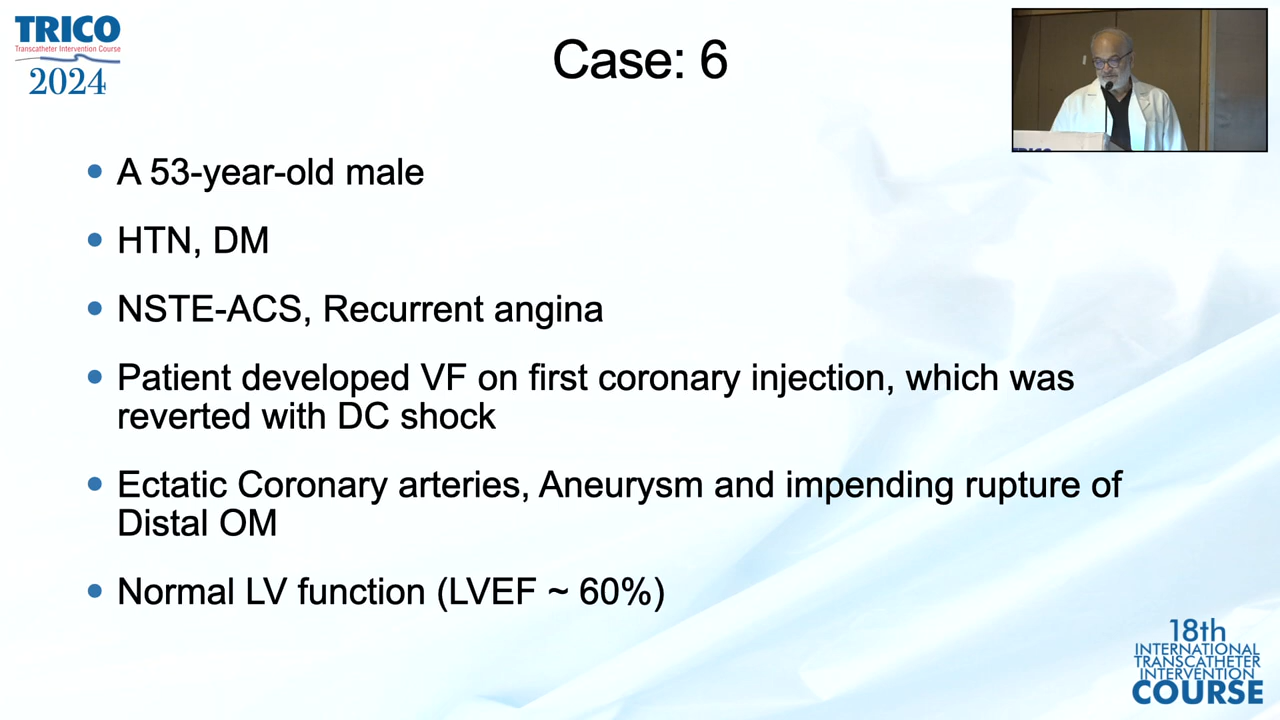 TRICO
Transcatheter Intervention Course
2024
Case: 6
TRICO
• A 53-year-old male
• HTN, DM
• NSTE-ACS, Recurrent angina
• Patient developed VF on first coronary injection, which was
reverted with DC shock
• Ectatic Coronary arteries, Aneurysm and impending rupture of
Distal OM
• Normal LV function (LVEF ~ 60%)
18th
INTERNATIONAL
TRANSCATHETER
INTERVENTION
COURSE